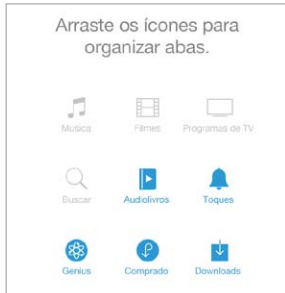 Arraste os ícones para
organizar abas.
Música Filmes Programas de TV
Buscar Audiolivros Toques
Genius Comprado Downloads